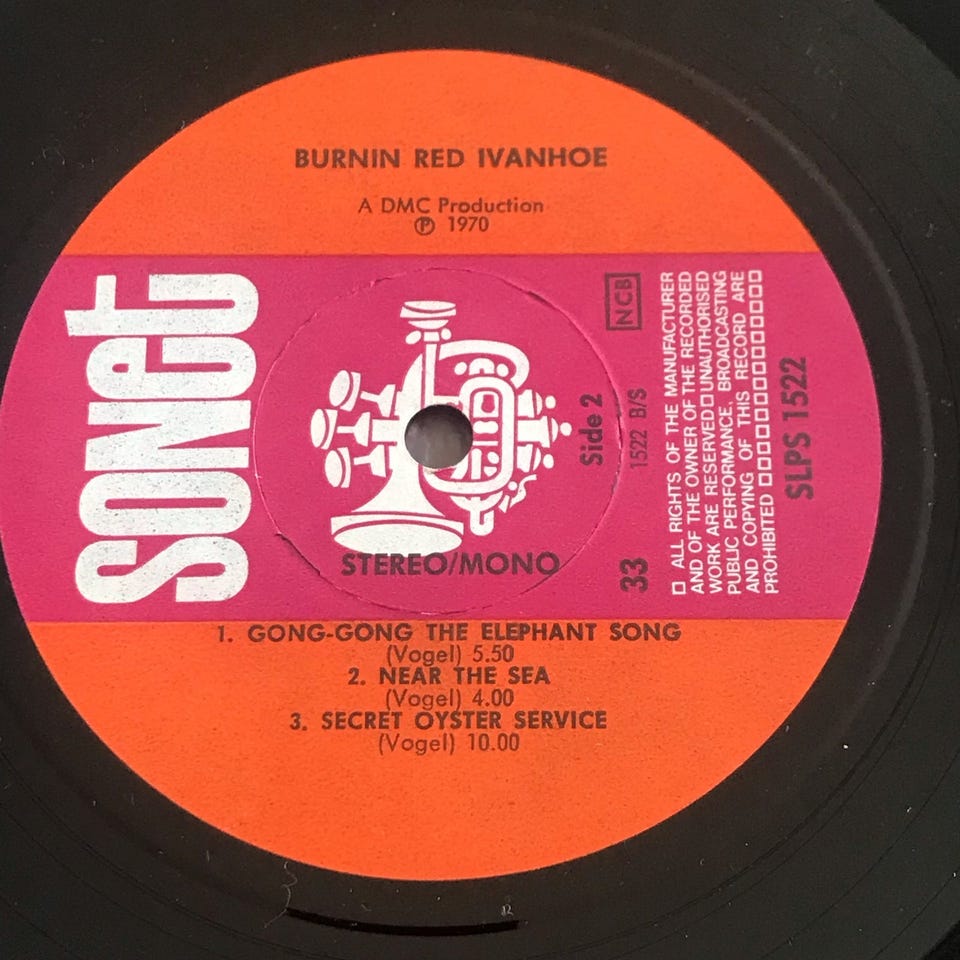 BURNIN RED IVANHOE
A DMC Production
℗ 1970
SONET
STEREO/MONO
Side 2
1522 B/S
NCB
33
□ ALL RIGHTS OF THE MANUFACTURER
AND OF THE OWNER OF THE RECORDED
WORK ARE RESERVED □ UNAUTHORISED
PUBLIC PERFORMANCE, BROADCASTING
AND COPYING OF THIS RECORD ARE
PROHIBITED □□□□□□□□□□□□□
SLPS 1522
1. GONG-GONG THE ELEPHANT SONG
(Vogel) 5.50
2. NEAR THE SEA
(Vogel) 4.00
3. SECRET OYSTER SERVICE
(Vogel) 10.00